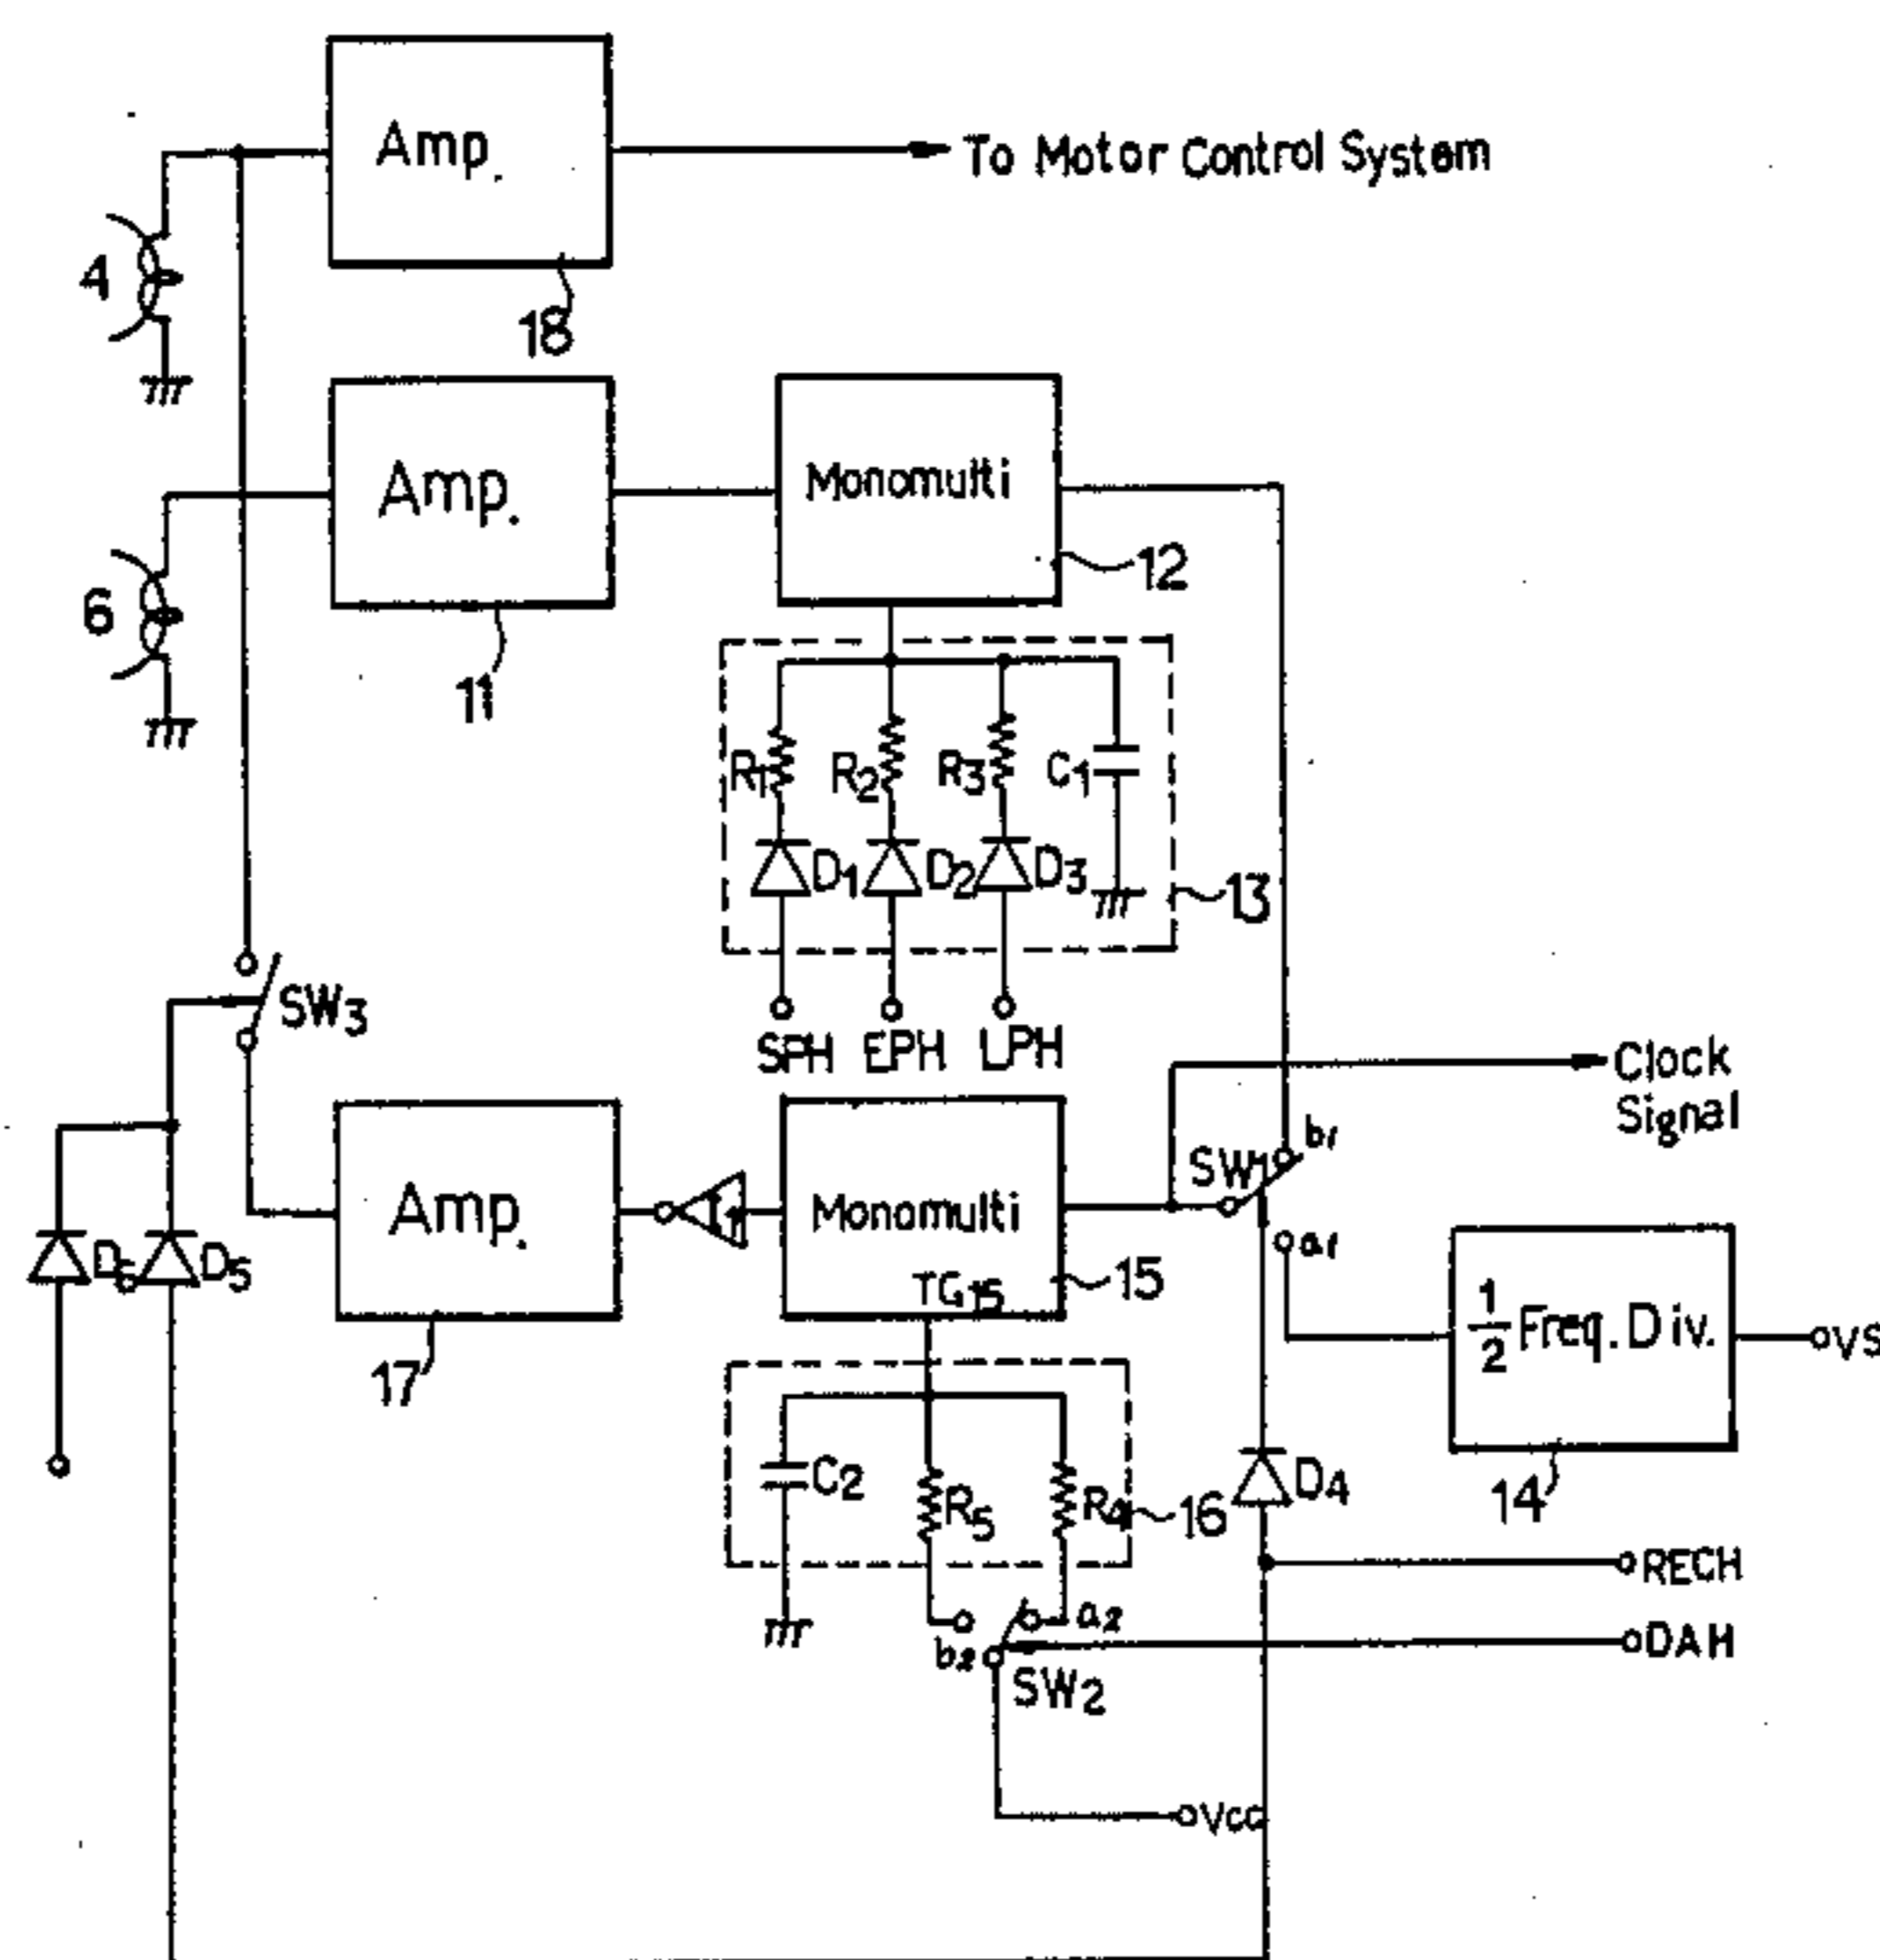 Amp.
To Motor Control System
4
18
Amp.
Monomulti
12
6
11
R1
R2
R3
C1
D1
D2
D3
13
SW3
SPH
EPH
LPH
Clock
Signal
b1
SW1
Amp.
I1
Monomulti
a1
TG15
15
1/2 Freq. Div.
VS
D6
D5
17
C2
R5
R4
16
D4
14
RECH
a2
b2
DAH
SW2
Vcc